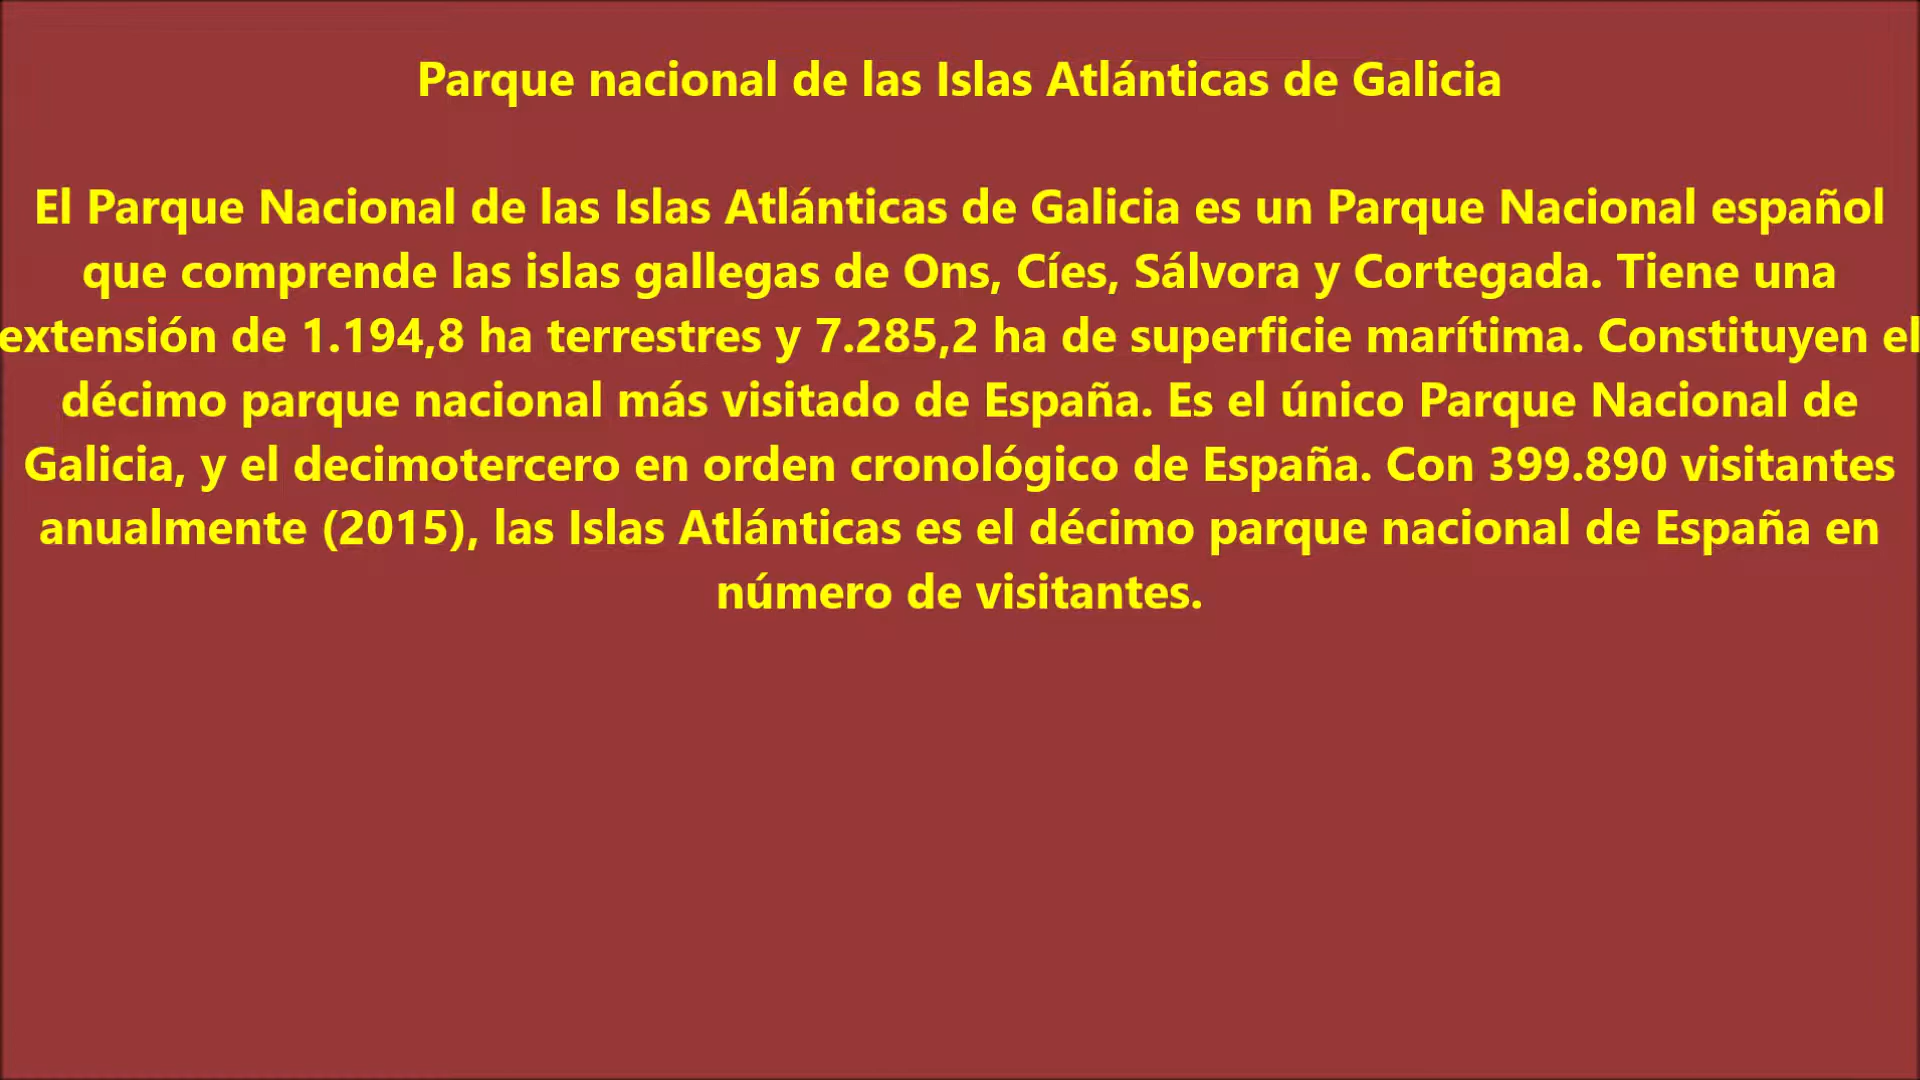 Parque nacional de las Islas Atlánticas de Galicia
El Parque Nacional de las Islas Atlánticas de Galicia es un Parque Nacional español
que comprende las islas gallegas de Ons, Cíes, Sálvora y Cortegada. Tiene una
extensión de 1.194,8 ha terrestres y 7.285,2 ha de superficie marítima. Constituyen el
décimo parque nacional más visitado de España. Es el único Parque Nacional de
Galicia, y el decimotercero en orden cronológico de España. Con 399.890 visitantes
anualmente (2015), las Islas Atlánticas es el décimo parque nacional de España en
número de visitantes.